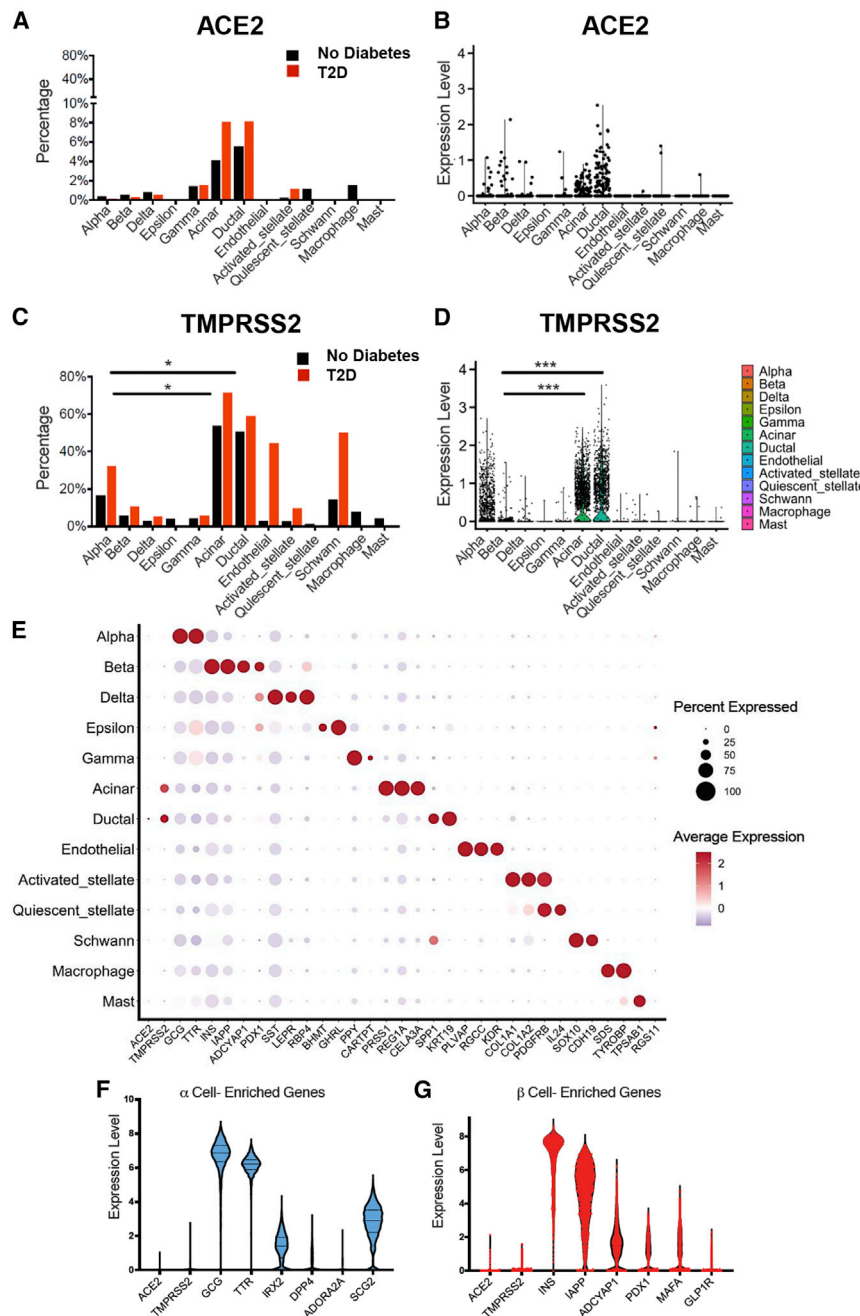 A
ACE2
No Diabetes
T2D
Percentage
80%
60%
40%
20%
10%
8%
6%
4%
2%
0%
Alpha
Beta
Delta
Epsilon
Gamma
Acinar
Ductal
Endothelial
Activated_stellate
Quiescent_stellate
Schwann
Macrophage
Mast
B
ACE2
Expression Level
4
3
2
1
0
Alpha
Beta
Delta
Epsilon
Gamma
Acinar
Ductal
Endothelial
Activated_stellate
Quiescent_stellate
Schwann
Macrophage
Mast
C
TMPRSS2
No Diabetes
T2D
*
*
Percentage
80%
60%
40%
20%
0%
Alpha
Beta
Delta
Epsilon
Gamma
Acinar
Ductal
Endothelial
Activated_stellate
Quiescent_stellate
Schwann
Macrophage
Mast
D
TMPRSS2
***
***
Expression Level
4
3
2
1
0
Alpha
Beta
Delta
Epsilon
Gamma
Acinar
Ductal
Endothelial
Activated_stellate
Quiescent_stellate
Schwann
Macrophage
Mast
Alpha
Beta
Delta
Epsilon
Gamma
Acinar
Ductal
Endothelial
Activated_stellate
Quiescent_stellate
Schwann
Macrophage
Mast
E
Alpha
Beta
Delta
Epsilon
Gamma
Acinar
Ductal
Endothelial
Activated_stellate
Quiescent_stellate
Schwann
Macrophage
Mast
ACE2
TMPRSS2
GCG
TTR
INS
IAPP
ADCYAP1
PDX1
SST
LEPR
RBP4
BHMT
GHRL
PPY
CARTPT
PRSS1
REG1A
CELA3A
SPP1
KRT19
PLVAP
RGCC
KDR
COL1A1
COL1A2
PDGFRB
IL24
SOX10
CDH19
SDS
TYROBP
TPSAB1
RGS11
Percent Expressed
0
25
50
75
100
Average Expression
2
1
0
F
α Cell- Enriched Genes
Expression Level
10
8
6
4
2
0
ACE2
TMPRSS2
GCG
TTR
IRX2
DPP4
ADORA2A
SCG2
G
β Cell- Enriched Genes
Expression Level
10
8
6
4
2
0
ACE2
TMPRSS2
INS
IAPP
ADCYAP1
PDX1
MAFA
GLP1R